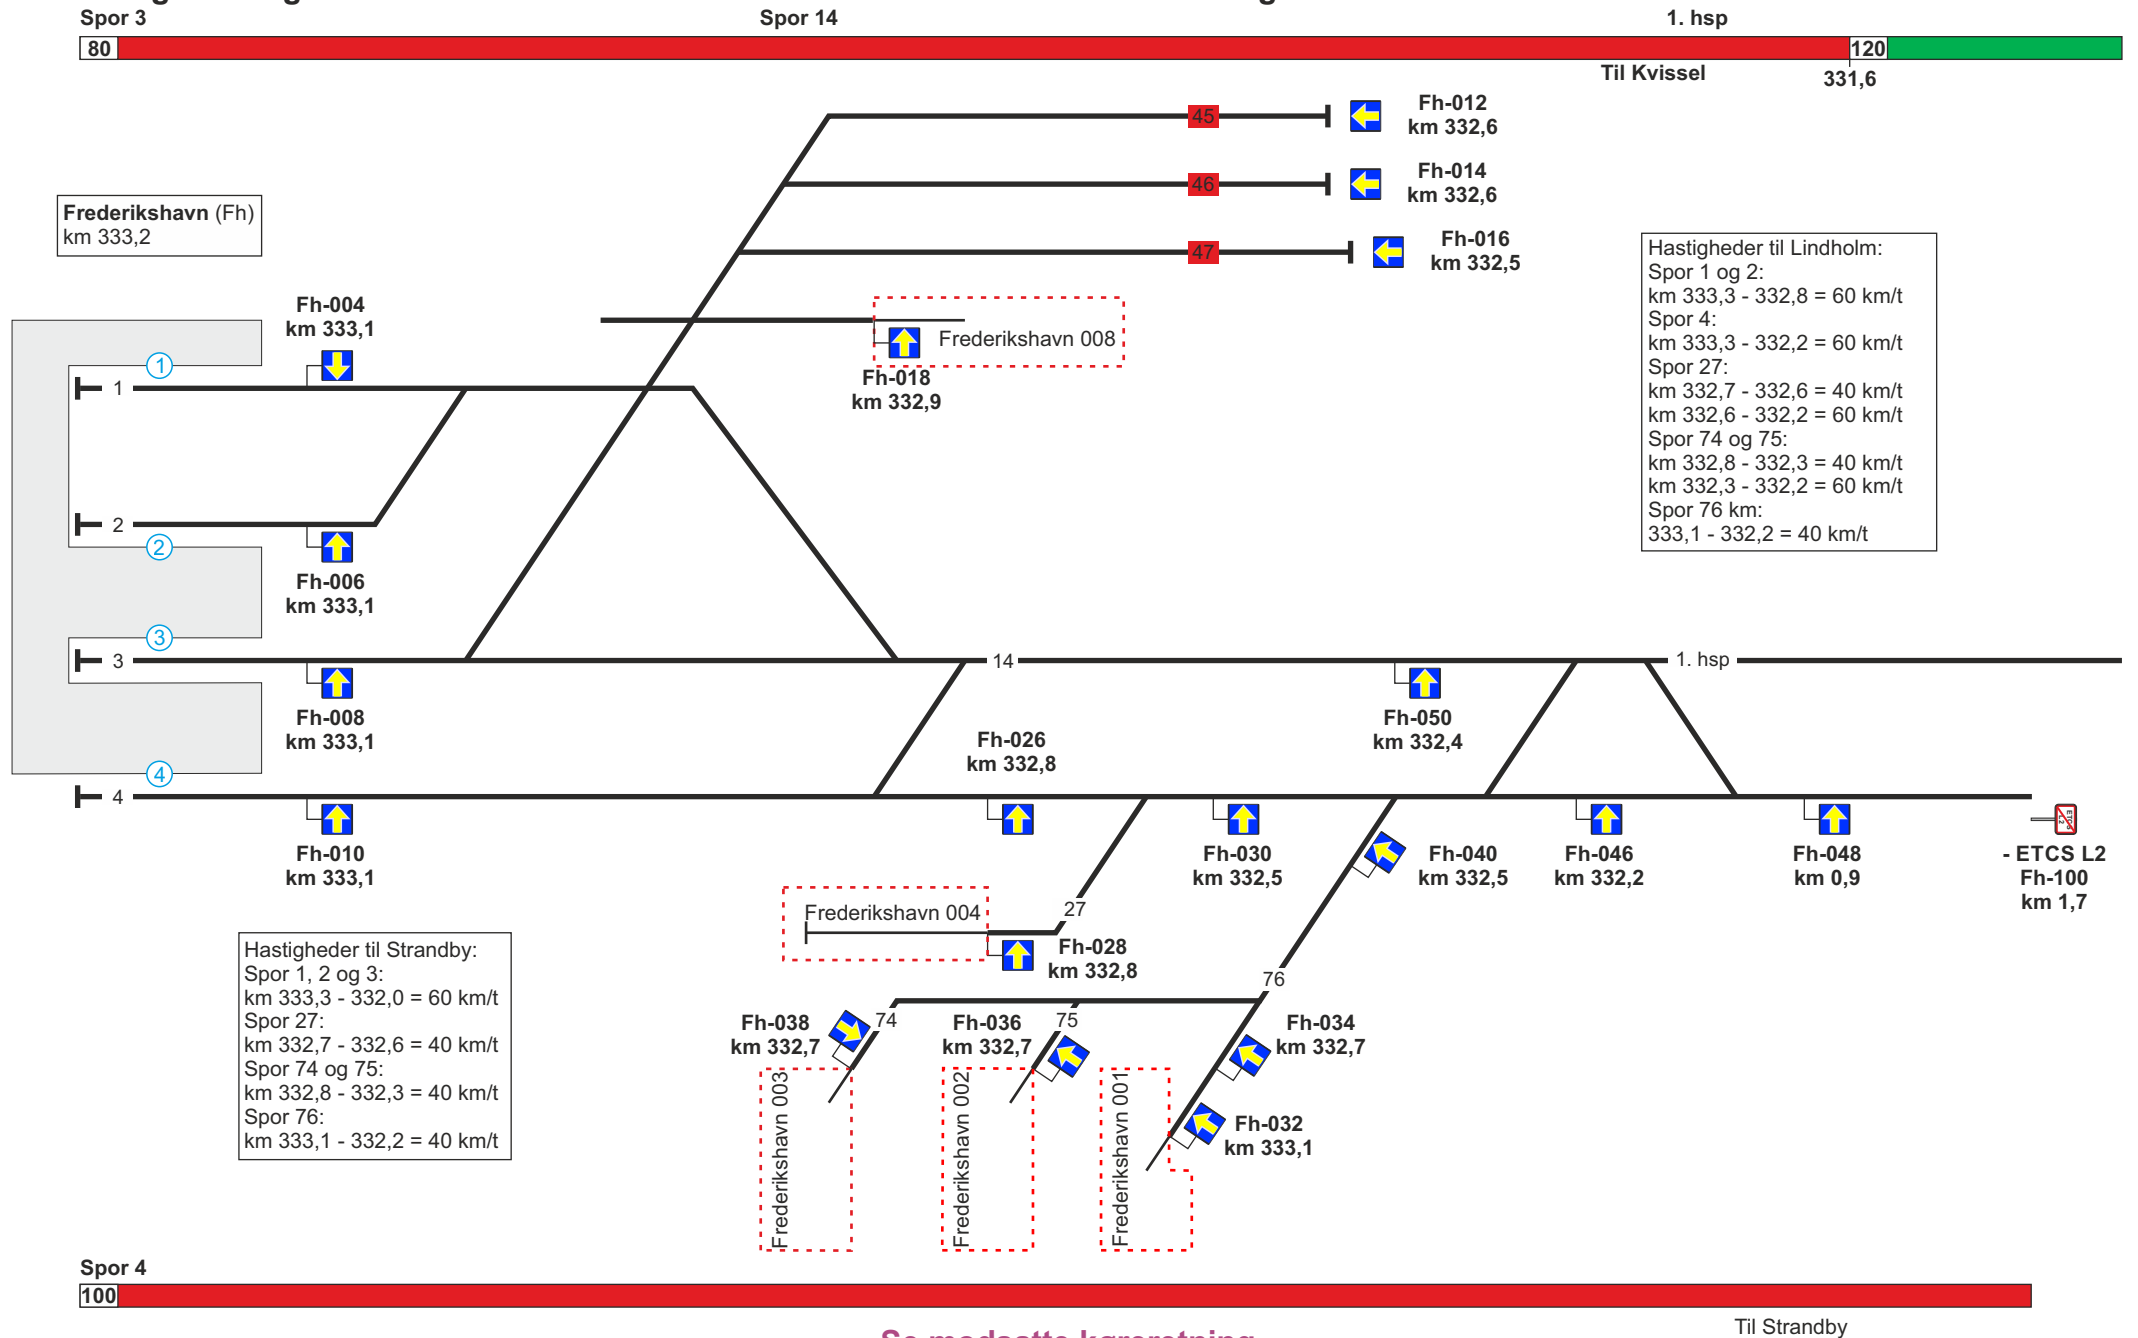 Spor 3
Spor 14
1. hsp
80
120
Til Kvissel
331,6
45
Fh-012
km 332,6
46
Fh-014
km 332,6
47
Fh-016
km 332,5
Frederikshavn (Fh)
km 333,2
Hastigheder til Lindholm:
Spor 1 og 2:
km 333,3 - 332,8 = 60 km/t
Spor 4:
km 333,3 - 332,2 = 60 km/t
Spor 27:
km 332,7 - 332,6 = 40 km/t
km 332,6 - 332,2 = 60 km/t
Spor 74 og 75:
km 332,8 - 332,3 = 40 km/t
km 332,3 - 332,2 = 60 km/t
Spor 76 km:
333,1 - 332,2 = 40 km/t
Fh-004
km 333,1
Frederikshavn 008
Fh-018
km 332,9
1
1
2
2
Fh-006
km 333,1
3
3
14
1. hsp
Fh-008
km 333,1
Fh-050
km 332,4
Fh-026
km 332,8
4
4
Fh-010
km 333,1
Fh-030
km 332,5
Fh-040
km 332,5
Fh-046
km 332,2
Fh-048
km 0,9
ETCS L2
- ETCS L2
Fh-100
km 1,7
Frederikshavn 004
27
Fh-028
km 332,8
Hastigheder til Strandby:
Spor 1, 2 og 3:
km 333,3 - 332,0 = 60 km/t
Spor 27:
km 332,7 - 332,6 = 40 km/t
Spor 74 og 75:
km 332,8 - 332,3 = 40 km/t
Spor 76:
km 333,1 - 332,2 = 40 km/t
76
Fh-038
km 332,7
74
Fh-036
km 332,7
75
Fh-034
km 332,7
Frederikshavn 003
Frederikshavn 002
Frederikshavn 001
Fh-032
km 333,1
Spor 4
100
Til Strandby
Se modsatte køreretning